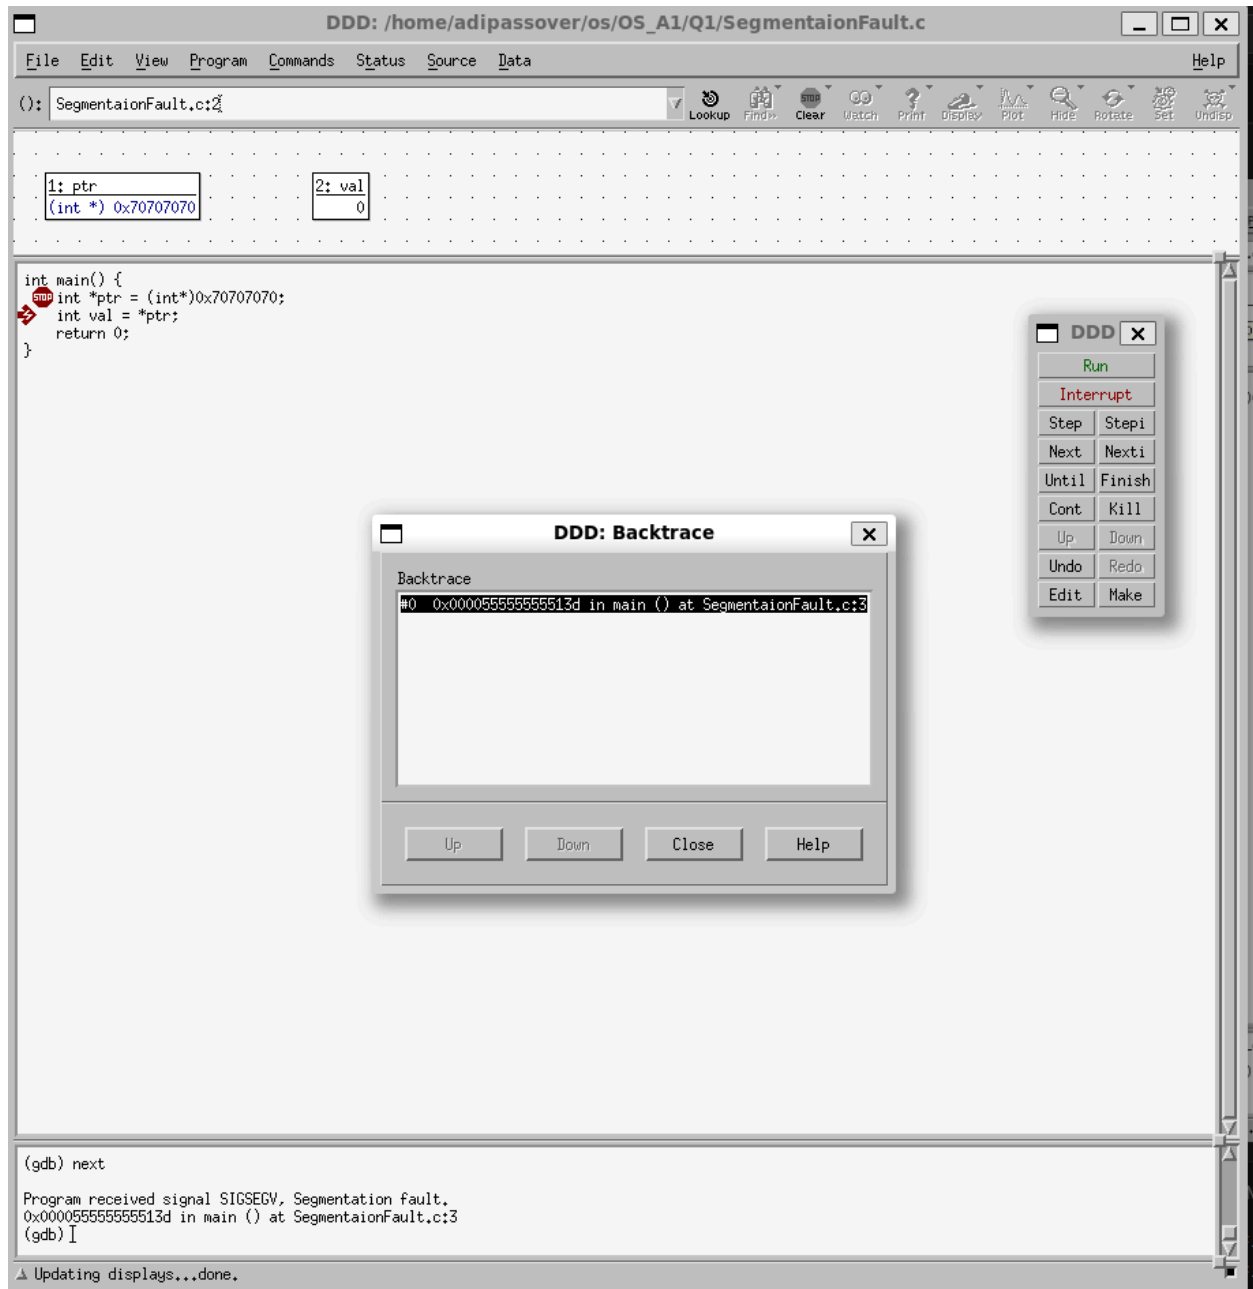 DDD: /home/adipassover/os/OS_A1/Q1/SegmentaionFault.c
File Edit View Program Commands Status Source Data Help
(): SegmentaionFault.c:2
Lookup Find» Clear Watch Print Display Plot Hide Rotate Set Undisp
1: ptr
(int *) 0x70707070
2: val
0
int main() {
STOP int *ptr = (int*)0x70707070;
int val = *ptr;
return 0;
}
DDD
Run
Interrupt
Step Stepi
Next Nexti
Until Finish
Cont Kill
Up Down
Undo Redo
Edit Make
DDD: Backtrace
Backtrace
#0 0x000055555555513d in main () at SegmentaionFault.c:3
Up Down Close Help
(gdb) next
Program received signal SIGSEGV, Segmentation fault.
0x000055555555513d in main () at SegmentaionFault.c:3
(gdb)
Updating displays...done.